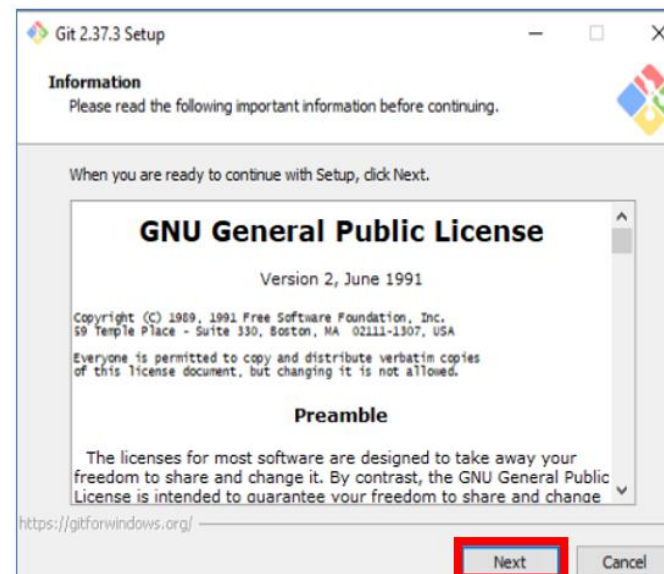 Git 2.37.3 Setup
Information
Please read the following important information before continuing.
When you are ready to continue with Setup, click Next.
GNU General Public License
Version 2, June 1991
Copyright (C) 1989, 1991 Free Software Foundation, Inc.
59 Temple Place - Suite 330, Boston, MA  02111-1307, USA
Everyone is permitted to copy and distribute verbatim copies
of this license document, but changing it is not allowed.
Preamble
The licenses for most software are designed to take away your
freedom to share and change it. By contrast, the GNU General Public
License is intended to guarantee your freedom to share and change
https://gitforwindows.org/
Next
Cancel